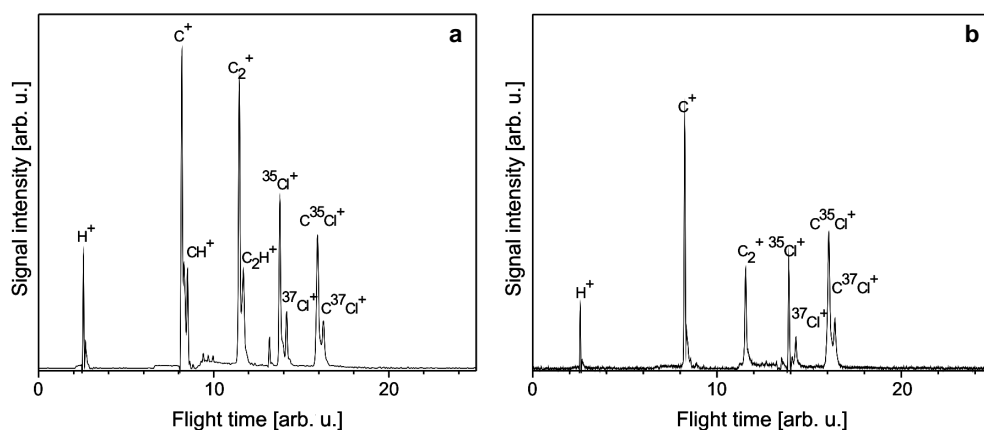 a
C⁺
C₂⁺
³⁵Cl⁺
C³⁵Cl⁺
H⁺
CH⁺
C₂H⁺
³⁷Cl⁺
C³⁷Cl⁺
Signal intensity [arb. u.]
0 10 20
Flight time [arb. u.]
b
C⁺
C³⁵Cl⁺
C₂⁺
³⁵Cl⁺
C³⁷Cl⁺
H⁺
³⁷Cl⁺
Signal intensity [arb. u.]
0 10 20
Flight time [arb. u.]